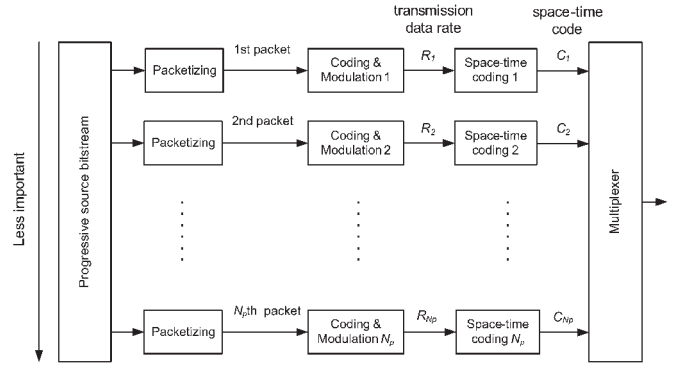 transmission
data rate
space-time
code
Less important
Progressive source bitstream
Packetizing
1st packet
Coding &
Modulation 1
R1
Space-time
coding 1
C1
Packetizing
2nd packet
Coding &
Modulation 2
R2
Space-time
coding 2
C2
Packetizing
Npth packet
Coding &
Modulation Np
RNp
Space-time
coding Np
CNp
Multiplexer